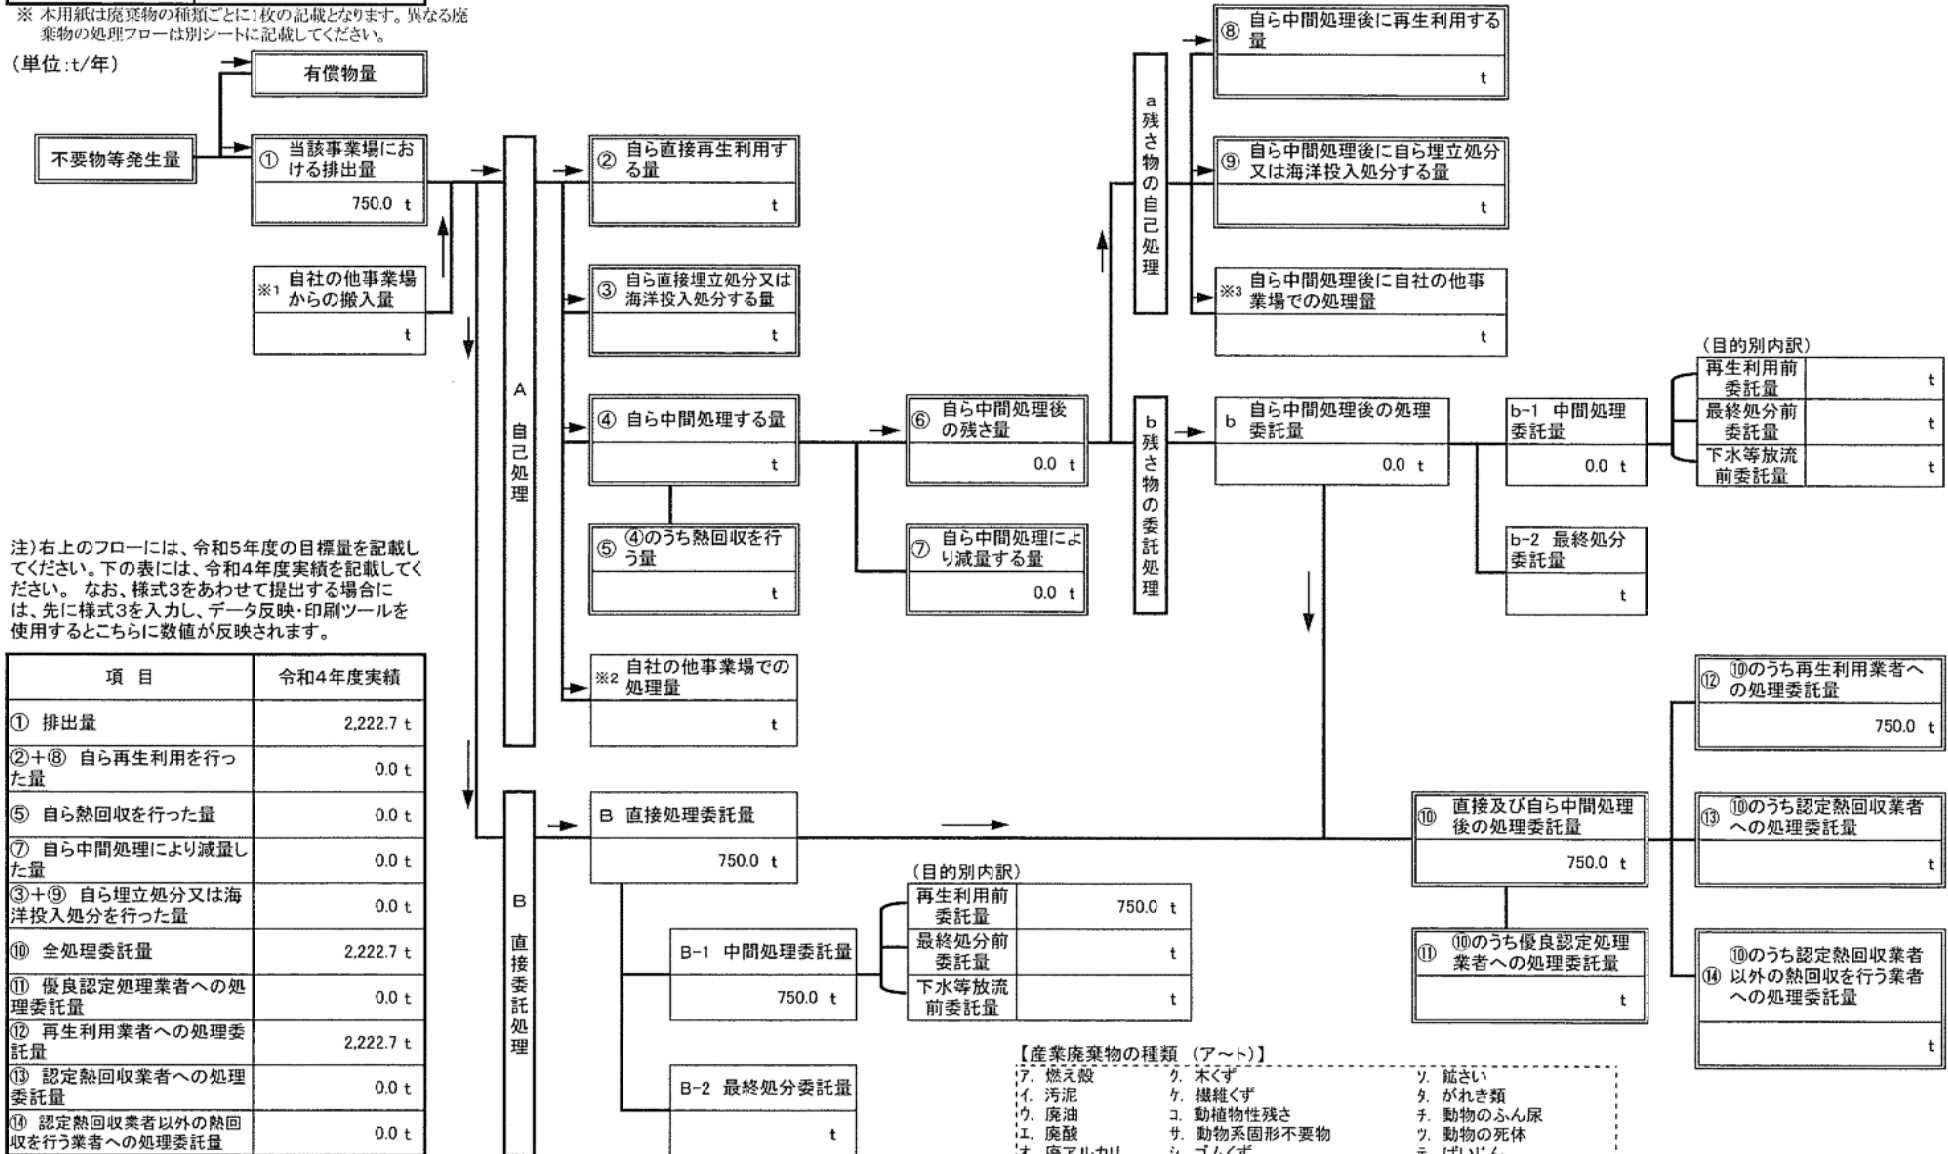 ※ 本用紙は廃棄物の種類ごとに1枚の記載となります。異なる廃
棄物の処理フローは別シートに記載してください。
(単位:t/年)
有償物量
不要物等発生量
① 当該事業場にお
ける排出量
750.0 t
※1 自社の他事業場
からの搬入量
t
A 自己処理
② 自ら直接再生利用す
る量
t
③ 自ら直接埋立処分又は
海洋投入処分する量
t
④ 自ら中間処理する量
t
⑤ ④のうち熱回収を行
う量
t
※2 自社の他事業場での
処理量
t
⑥ 自ら中間処理後
の残さ量
0.0 t
⑦ 自ら中間処理によ
り減量する量
0.0 t
a 残さ物の自己処理
⑧ 自ら中間処理後に再生利用する
量
t
⑨ 自ら中間処理後に自ら埋立処分
又は海洋投入処分する量
t
※3 自ら中間処理後に自社の他事
業場での処理量
t
b 残さ物の委託処理
b 自ら中間処理後の処理
委託量
0.0 t
b-1 中間処理
委託量
0.0 t
(目的別内訳)
再生利用前
委託量 t
最終処分前
委託量 t
下水等放流
前委託量 t
b-2 最終処分
委託量
t
注)右上のフローには、令和5年度の目標量を記載し
てください。下の表には、令和4年度実績を記載してく
ださい。 なお、様式3をあわせて提出する場合に
は、先に様式3を入力し、データ反映・印刷ツールを
使用するとこちらに数値が反映されます。
項 目 令和4年度実績
① 排出量 2,222.7 t
②+⑧ 自ら再生利用を行っ
た量 0.0 t
⑤ 自ら熱回収を行った量 0.0 t
⑦ 自ら中間処理により減量し
た量 0.0 t
③+⑨ 自ら埋立処分又は海
洋投入処分を行った量 0.0 t
⑩ 全処理委託量 2,222.7 t
⑪ 優良認定処理業者への処
理委託量 0.0 t
⑫ 再生利用業者への処理委
託量 2,222.7 t
⑬ 認定熱回収業者への処理
委託量 0.0 t
⑭ 認定熱回収業者以外の熱回
収を行う業者への処理委託量 0.0 t
B 直接委託処理
B 直接処理委託量
750.0 t
B-1 中間処理委託量
750.0 t
(目的別内訳)
再生利用前
委託量 750.0 t
最終処分前
委託量 t
下水等放流
前委託量 t
B-2 最終処分委託量
t
⑩ 直接及び自ら中間処理
後の処理委託量
750.0 t
⑪ ⑩のうち優良認定処理
業者への処理委託量
t
⑫ ⑩のうち再生利用業者へ
の処理委託量
750.0 t
⑬ ⑩のうち認定熱回収業者
への処理委託量
t
⑭ ⑩のうち認定熱回収業者
以外の熱回収を行う業者
への処理委託量
t
【産業廃棄物の種類 (ア~ト)】
ア. 燃え殻 ク. 木くず ソ. 鉱さい
イ. 汚泥 ケ. 繊維くず タ. がれき類
ウ. 廃油 コ. 動植物性残さ チ. 動物のふん尿
エ. 廃酸 サ. 動物系固形不要物 ツ. 動物の死体
オ. 廃アルカリ シ. ゴムくず テ. ばいじん